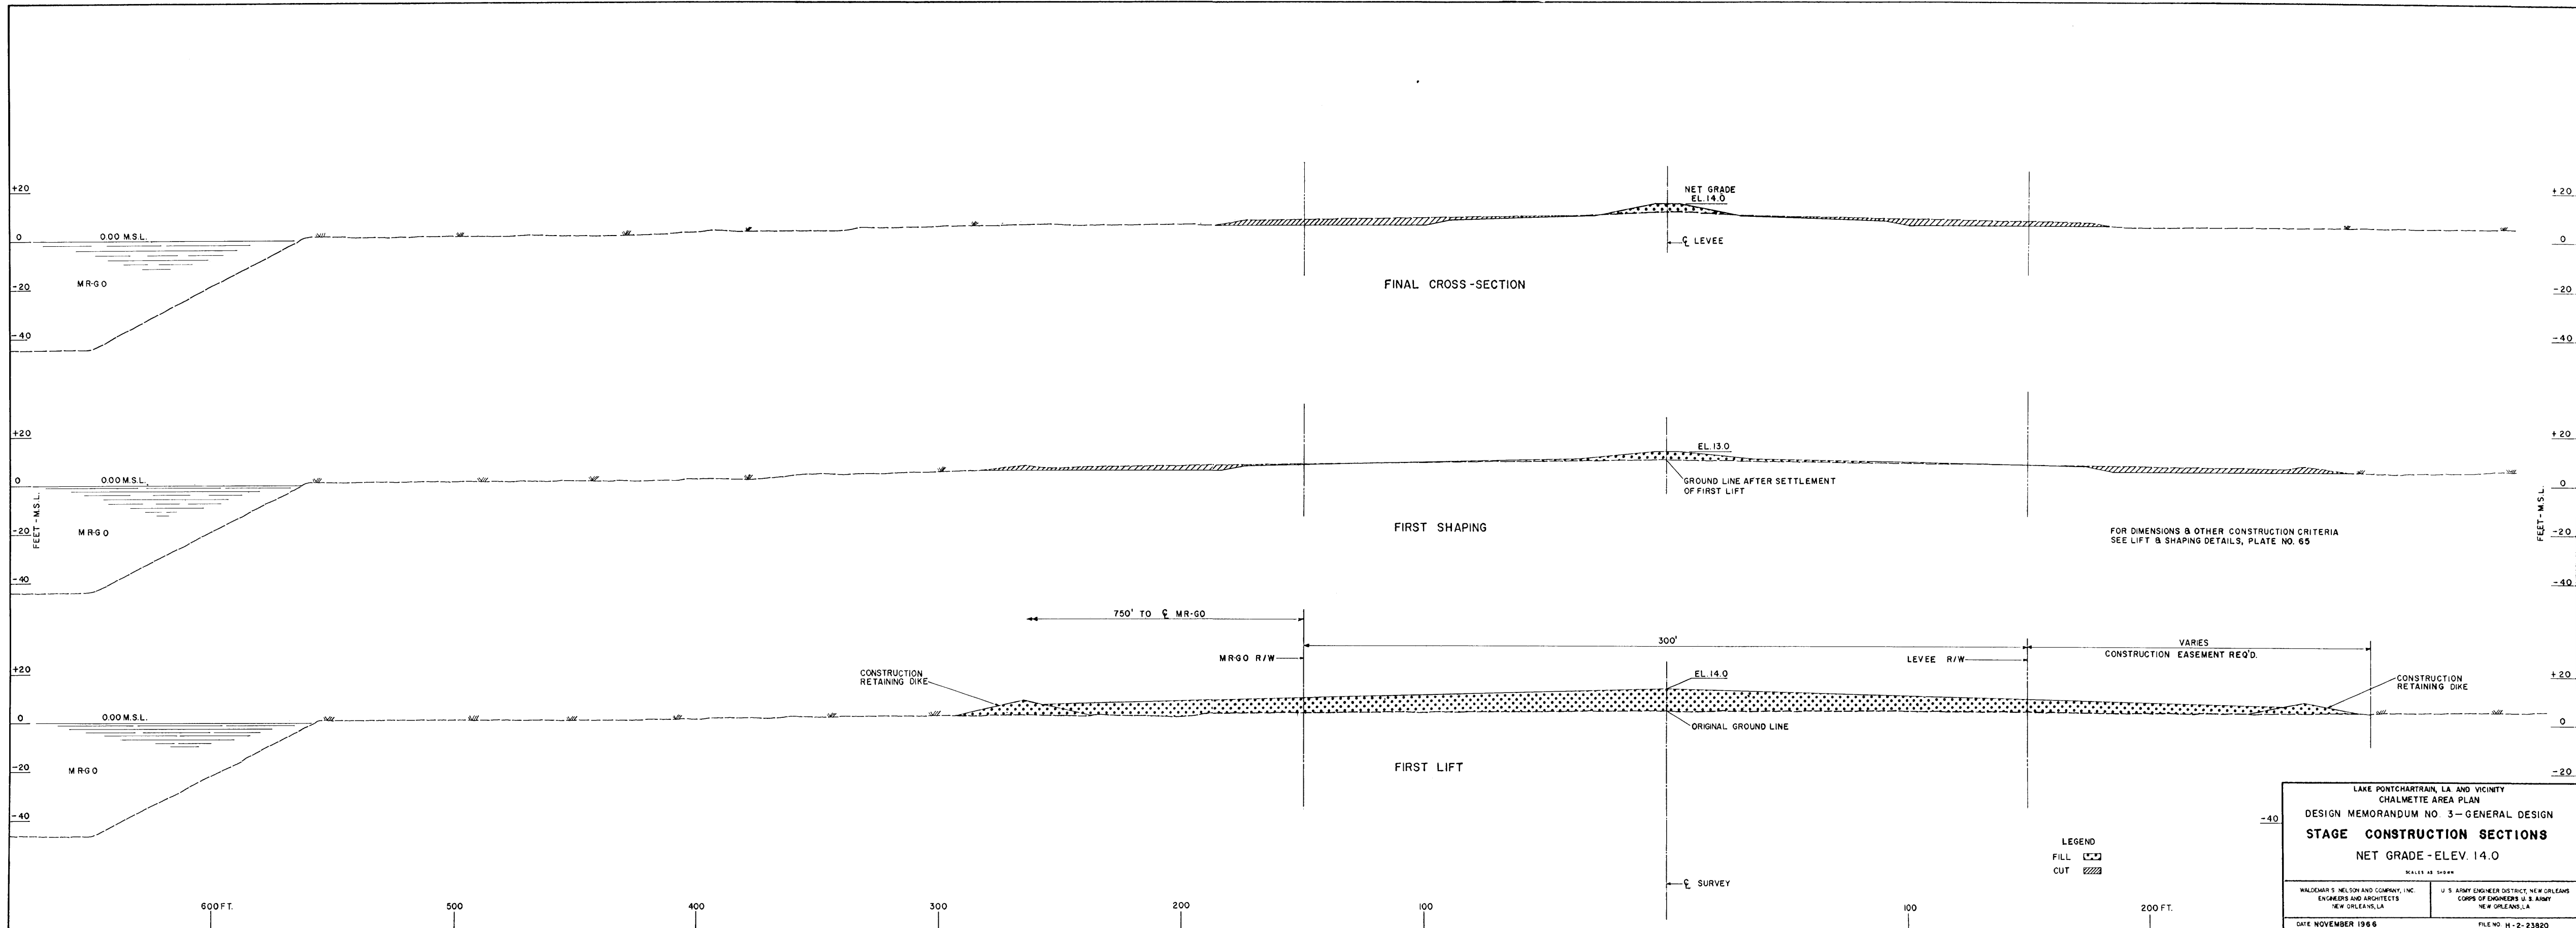 +20
NET GRADE
EL. 14.0
+20
0
0.00 M.S.L.
℄ LEVEE
0
MR-GO
FINAL CROSS-SECTION
-20
-20
-40
-40
+20
EL. 13.0
+20
0
0.00 M.S.L.
GROUND LINE AFTER SETTLEMENT
OF FIRST LIFT
0
FEET - M.S.L.
MR-GO
FIRST SHAPING
FOR DIMENSIONS & OTHER CONSTRUCTION CRITERIA
SEE LIFT & SHAPING DETAILS, PLATE NO. 65
FEET - M.S.L.
-20
-20
-40
-40
750' TO ℄ MR-GO
300'
VARIES
CONSTRUCTION EASEMENT REQ'D.
MR-GO R/W
LEVEE R/W
+20
CONSTRUCTION
RETAINING DIKE
EL. 14.0
CONSTRUCTION
RETAINING DIKE
+20
0
0.00 M.S.L.
ORIGINAL GROUND LINE
0
MR-GO
FIRST LIFT
-20
-20
-40
-40
LEGEND
FILL
CUT
℄ SURVEY
600 FT.
500
400
300
200
100
100
200 FT.
LAKE PONTCHARTRAIN, LA. AND VICINITY
CHALMETTE AREA PLAN
DESIGN MEMORANDUM NO. 3—GENERAL DESIGN
STAGE CONSTRUCTION SECTIONS
NET GRADE - ELEV. 14.0
SCALES AS SHOWN
WALDEMAR S. NELSON AND COMPANY, INC.
ENGINEERS AND ARCHITECTS
NEW ORLEANS, LA
U. S. ARMY ENGINEER DISTRICT, NEW ORLEANS
CORPS OF ENGINEERS U. S. ARMY
NEW ORLEANS, LA
DATE NOVEMBER 1966
FILE NO. H-2-23820